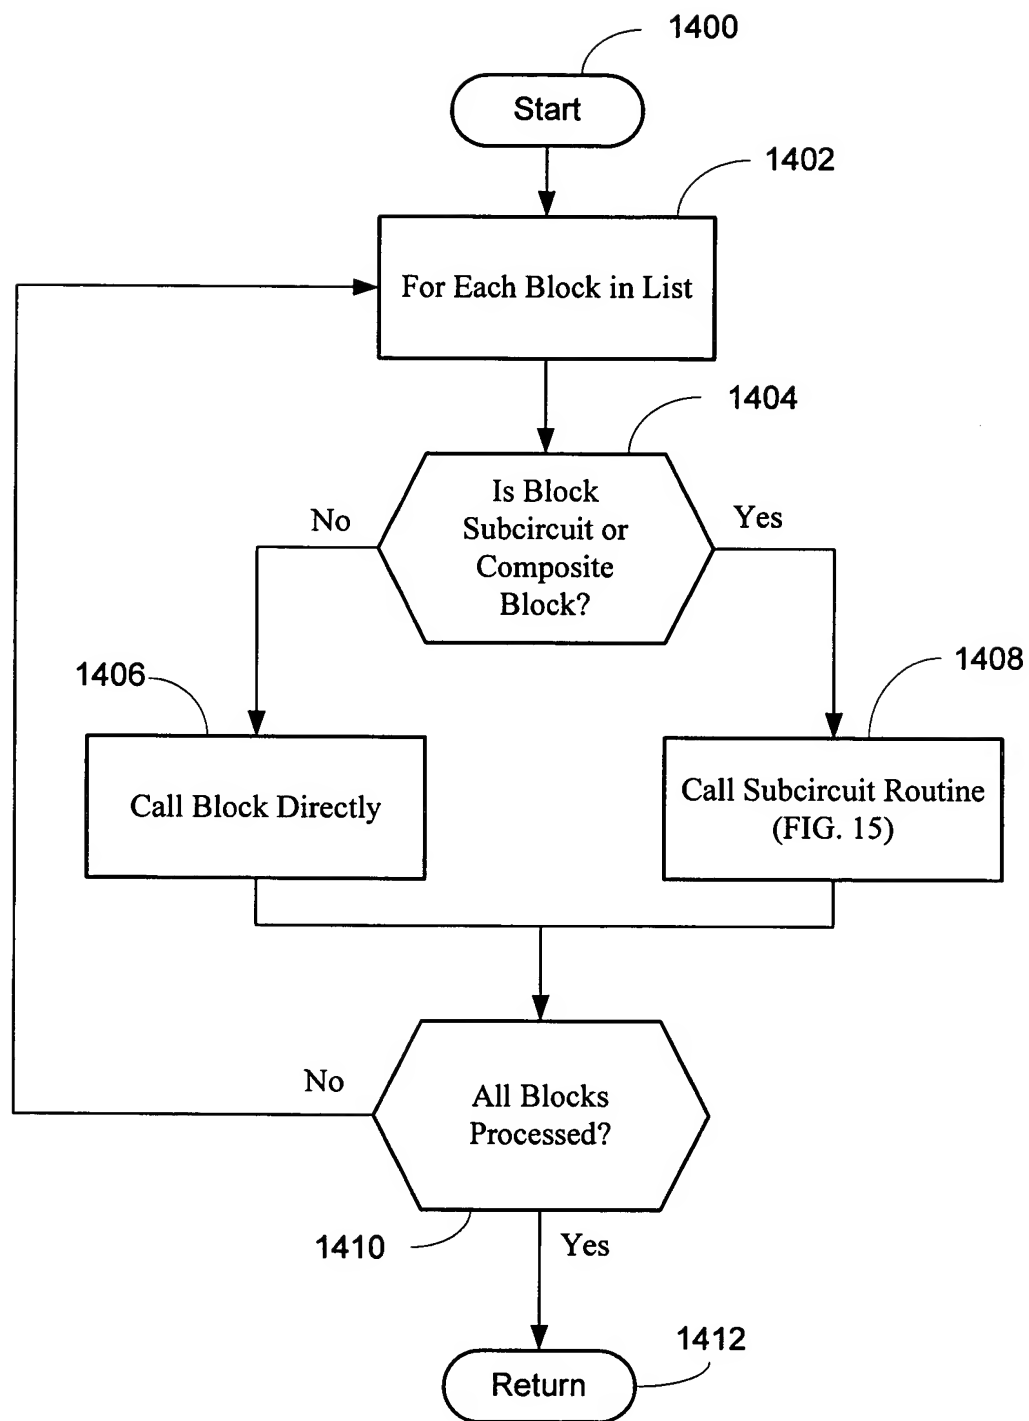 1400
Start
1402
For Each Block in List
1404
Is Block
Subcircuit or
Composite
Block?
No
Yes
1406
1408
Call Block Directly
Call Subcircuit Routine
(FIG. 15)
No
All Blocks
Processed?
1410
Yes
1412
Return